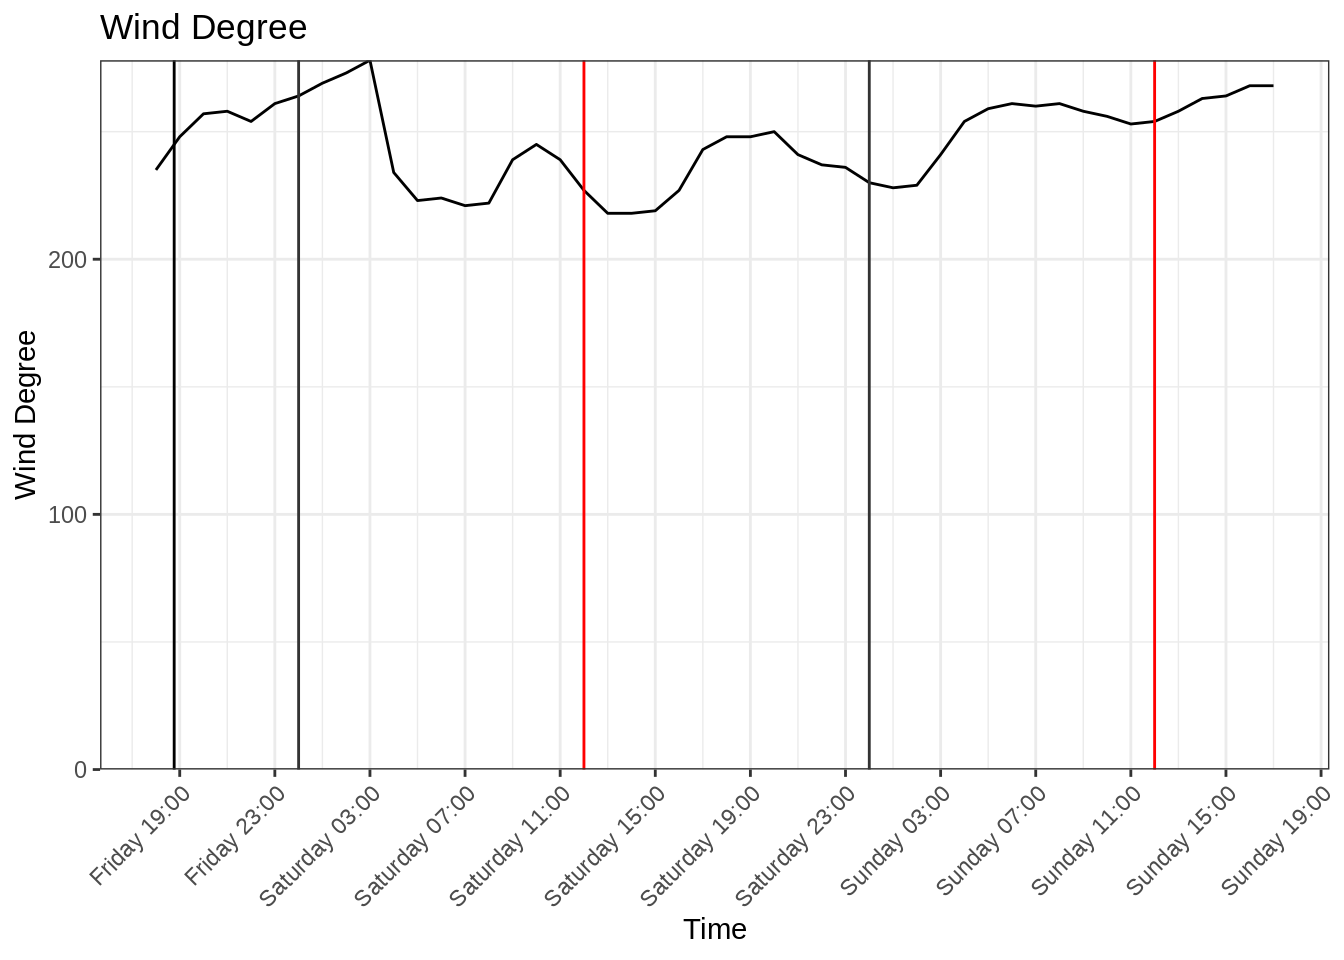 Wind Degree
Wind Degree
200
100
0
Friday 19:00
Friday 23:00
Saturday 03:00
Saturday 07:00
Saturday 11:00
Saturday 15:00
Saturday 19:00
Saturday 23:00
Sunday 03:00
Sunday 07:00
Sunday 11:00
Sunday 15:00
Sunday 19:00
Time